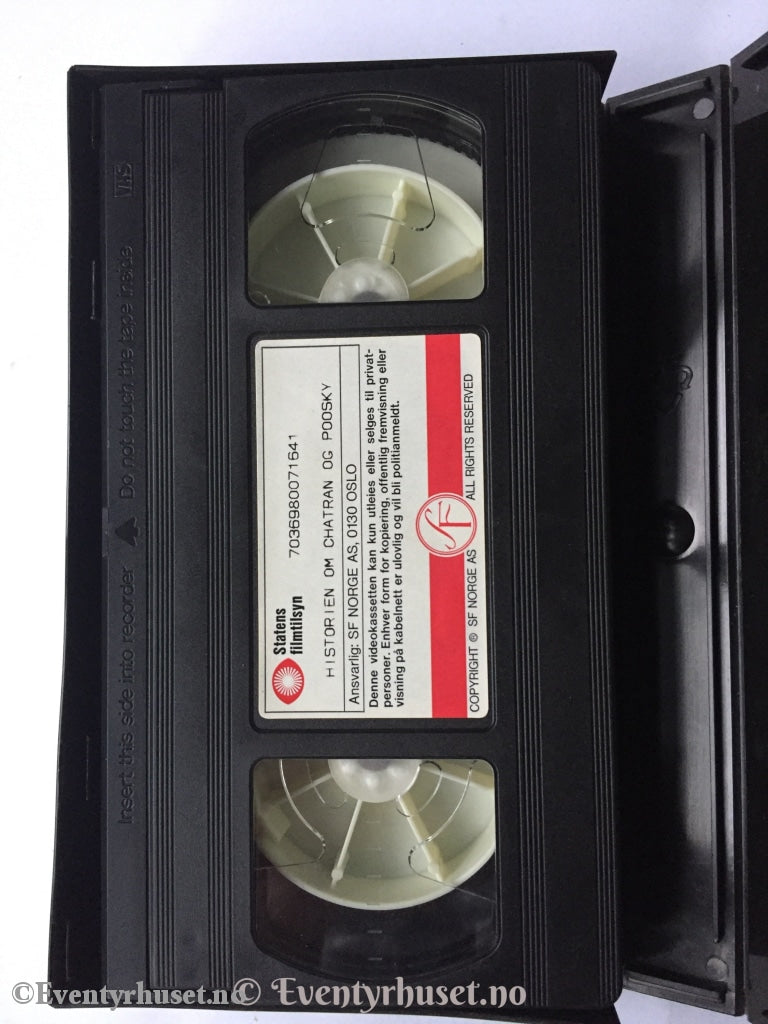 Insert this side into recorder ▲ Do not touch the tape inside VHS
Statens
filmtilsyn
7036980071641
HISTORIEN OM CHATRAN OG POOSKY
Ansvarlig: SF NORGE AS, 0130 OSLO
Denne videokassetten kan kun utleies eller selges til privat-
personer. Enhver form for kopiering, offentlig fremvisning eller
visning på kabelnett er ulovlig og vil bli politianmeldt.
SF
COPYRIGHT ® SF NORGE AS ALL RIGHTS RESERVED
©Eventyrhuset.no
© Eventyrhuset.no